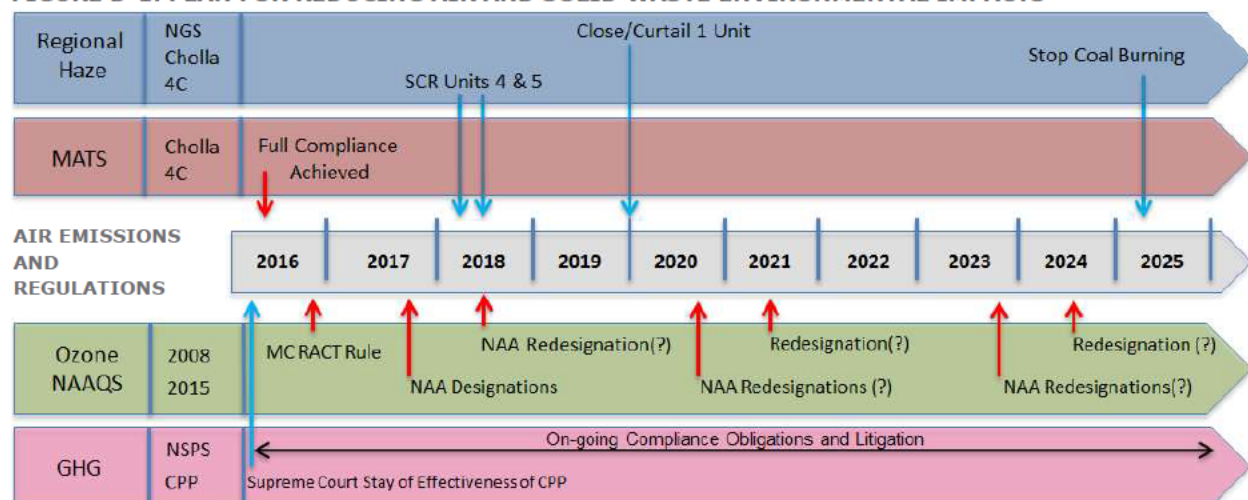 Regional
Haze
NGS
Cholla
4C
Close/Curtail 1 Unit
SCR Units 4 & 5
Stop Coal Burning
MATS
Cholla
4C
Full Compliance
Achieved
AIR EMISSIONS
AND
REGULATIONS
2016 2017 2018 2019 2020 2021 2022 2023 2024 2025
Ozone
NAAQS
2008
2015
MC RACT Rule
NAA Redesignation(?)
Redesignation(?)
Redesignation (?)
NAA Designations
NAA Redesignations (?)
NAA Redesignations(?)
GHG
NSPS
CPP
On-going Compliance Obligations and Litigation
Supreme Court Stay of Effectiveness of CPP